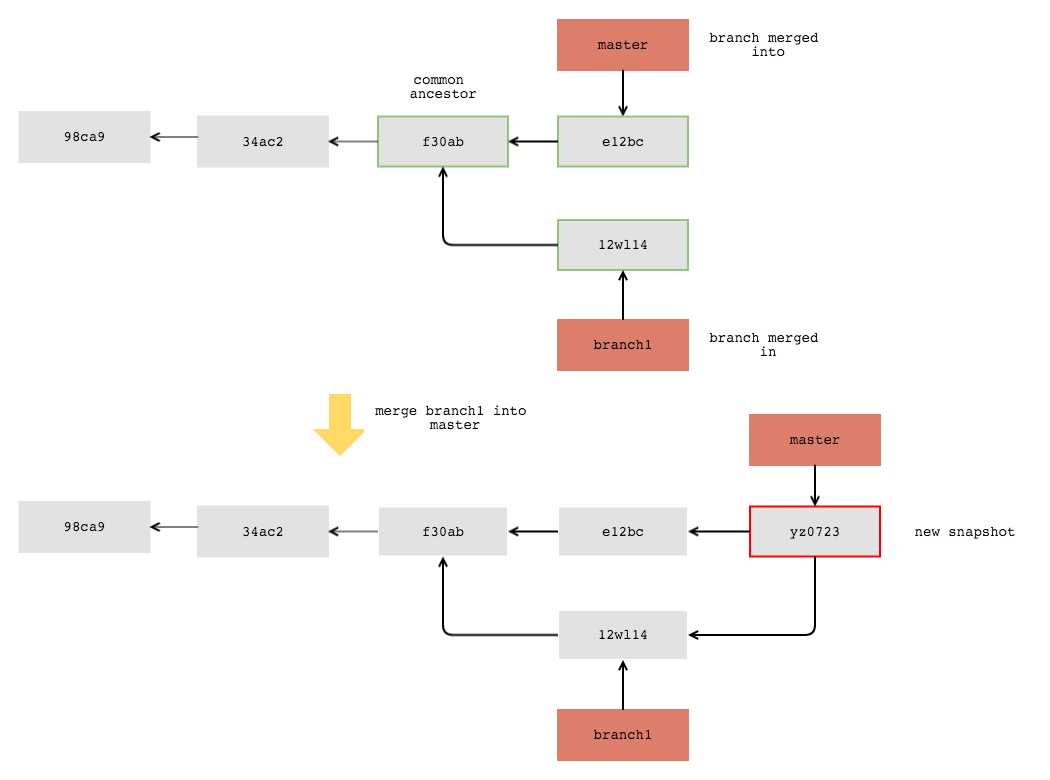 master
branch merged
into
common
ancestor
98ca9
34ac2
f30ab
e12bc
12wl14
branch1
branch merged
in
merge branch1 into
master
master
98ca9
34ac2
f30ab
e12bc
yz0723
new snapshot
12wl14
branch1